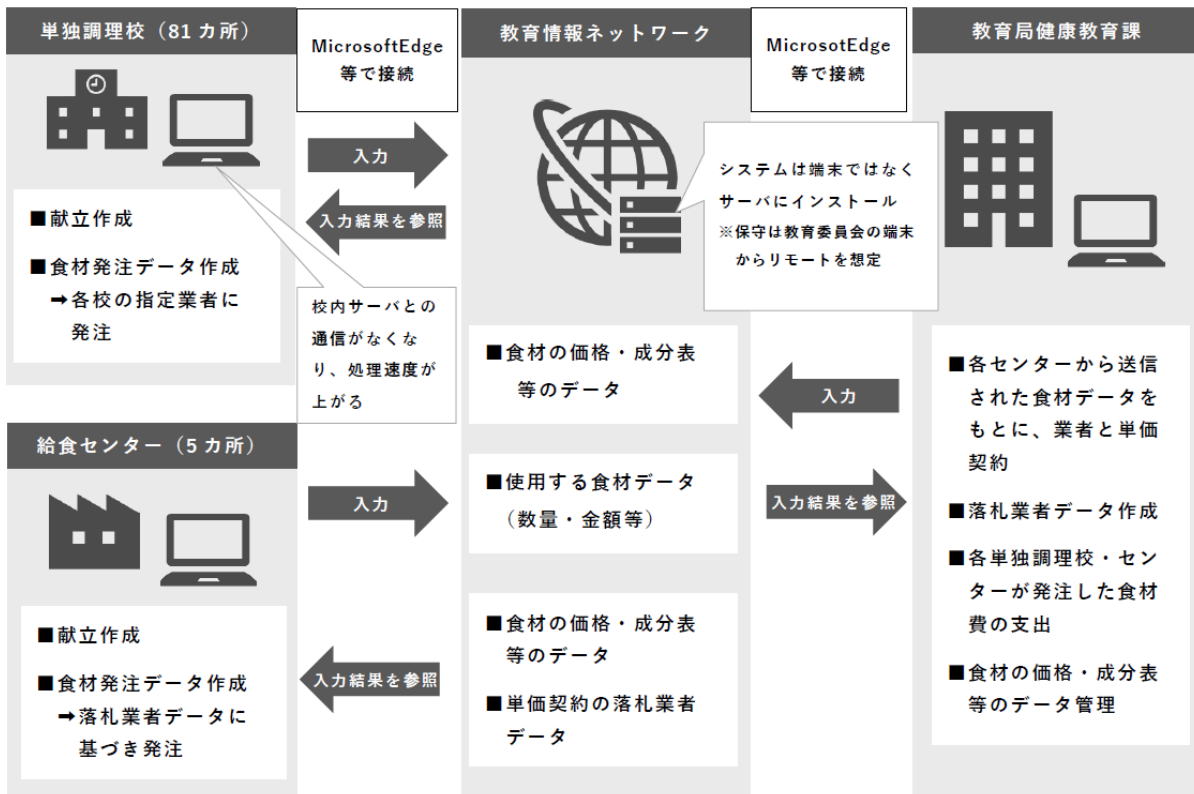 単独調理校（81カ所）
MicrosoftEdge
等で接続
教育情報ネットワーク
MicrosotEdge
等で接続
教育局健康教育課
入力
入力結果を参照
■献立作成
■食材発注データ作成
➡各校の指定業者に
発注
校内サーバとの
通信がなくな
り、処理速度が
上がる
システムは端末ではなく
サーバにインストール
※保守は教育委員会の端末
からリモートを想定
■食材の価格・成分表
等のデータ
入力
■各センターから送信
された食材データを
もとに、業者と単価
契約
■落札業者データ作成
■各単独調理校・セン
ターが発注した食材
費の支出
■食材の価格・成分表
等のデータ管理
給食センター（5カ所）
入力
■使用する食材データ
（数量・金額等）
入力結果を参照
■献立作成
■食材発注データ作成
➡落札業者データに
基づき発注
入力結果を参照
■食材の価格・成分表
等のデータ
■単価契約の落札業者
データ